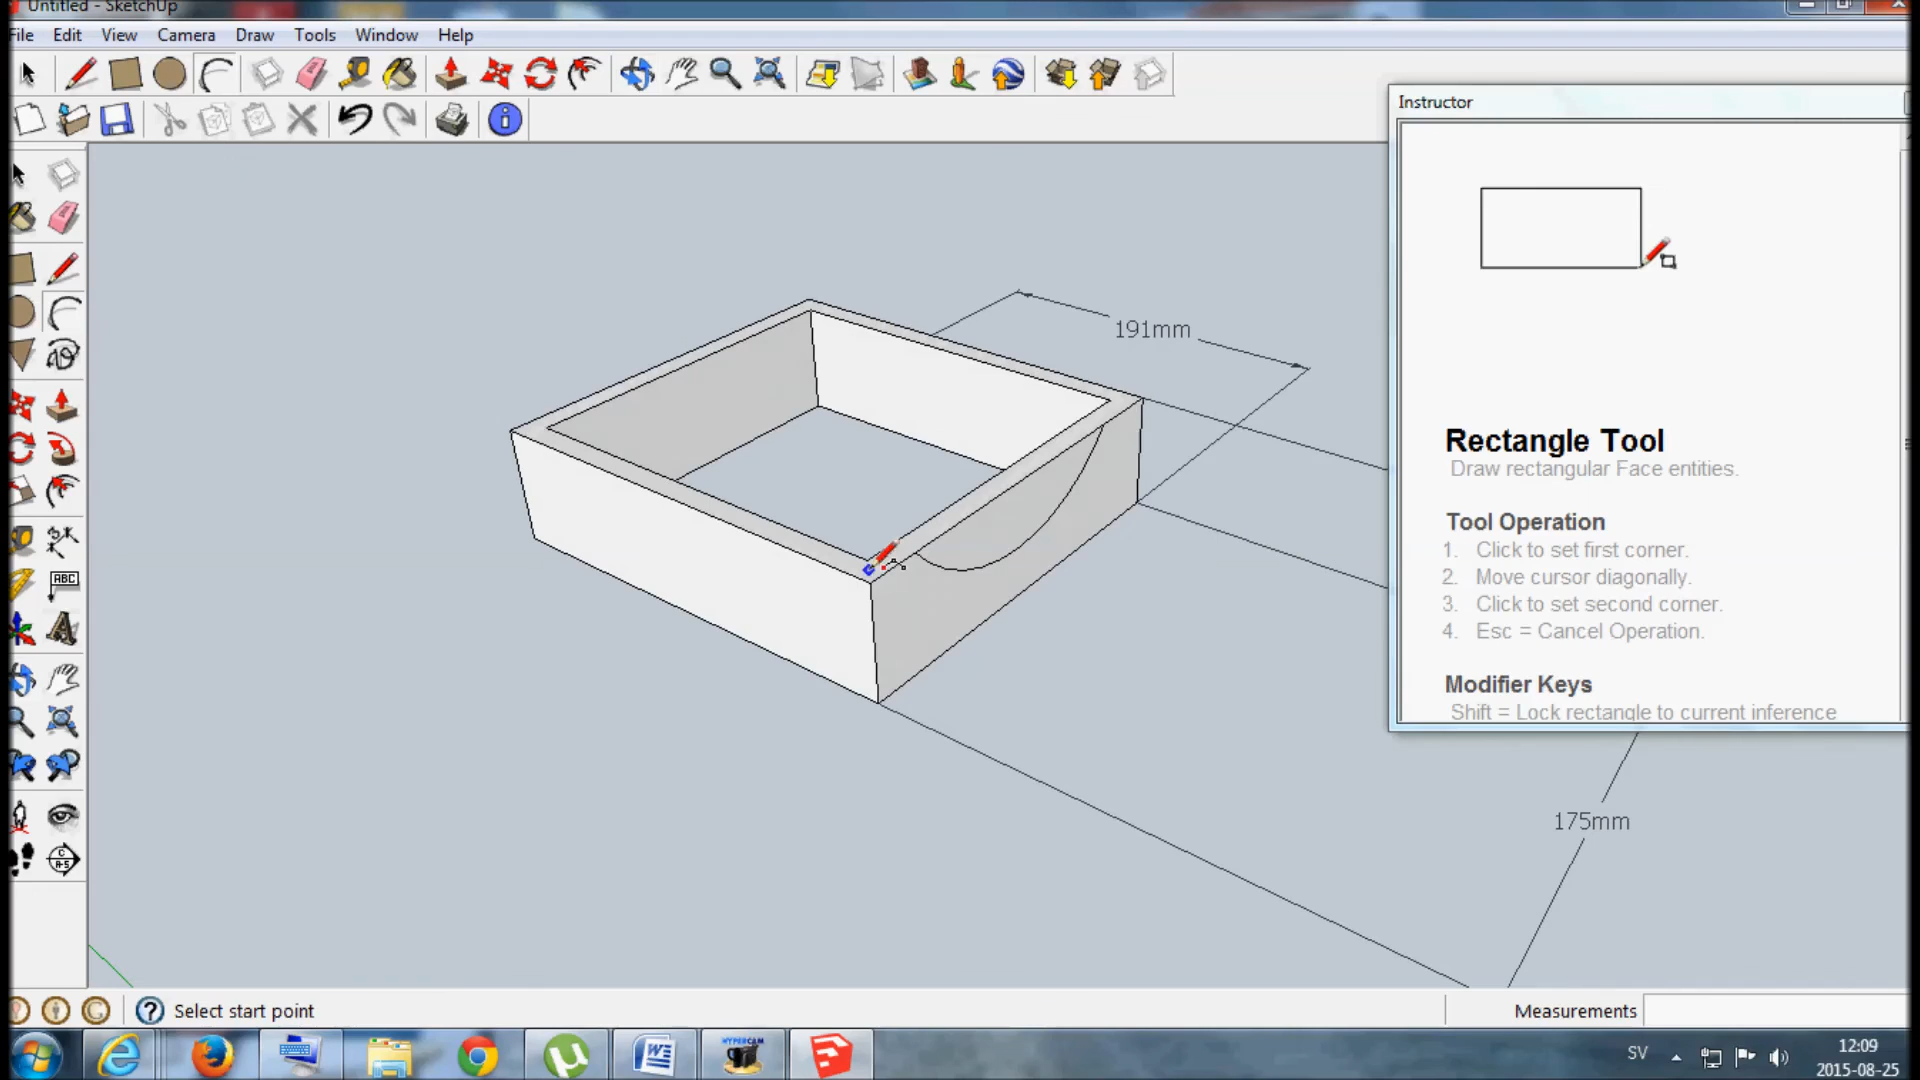 Untitled - SketchUp
File Edit View Camera Draw Tools Window Help
Instructor
191mm
Rectangle Tool
Draw rectangular Face entities.
Tool Operation
1. Click to set first corner.
2. Move cursor diagonally.
3. Click to set second corner.
4. Esc = Cancel Operation.
Modifier Keys
Shift = Lock rectangle to current inference
ABC
175mm
Select start point
Measurements
HYPERCAM
SV
12:09
2015-08-25